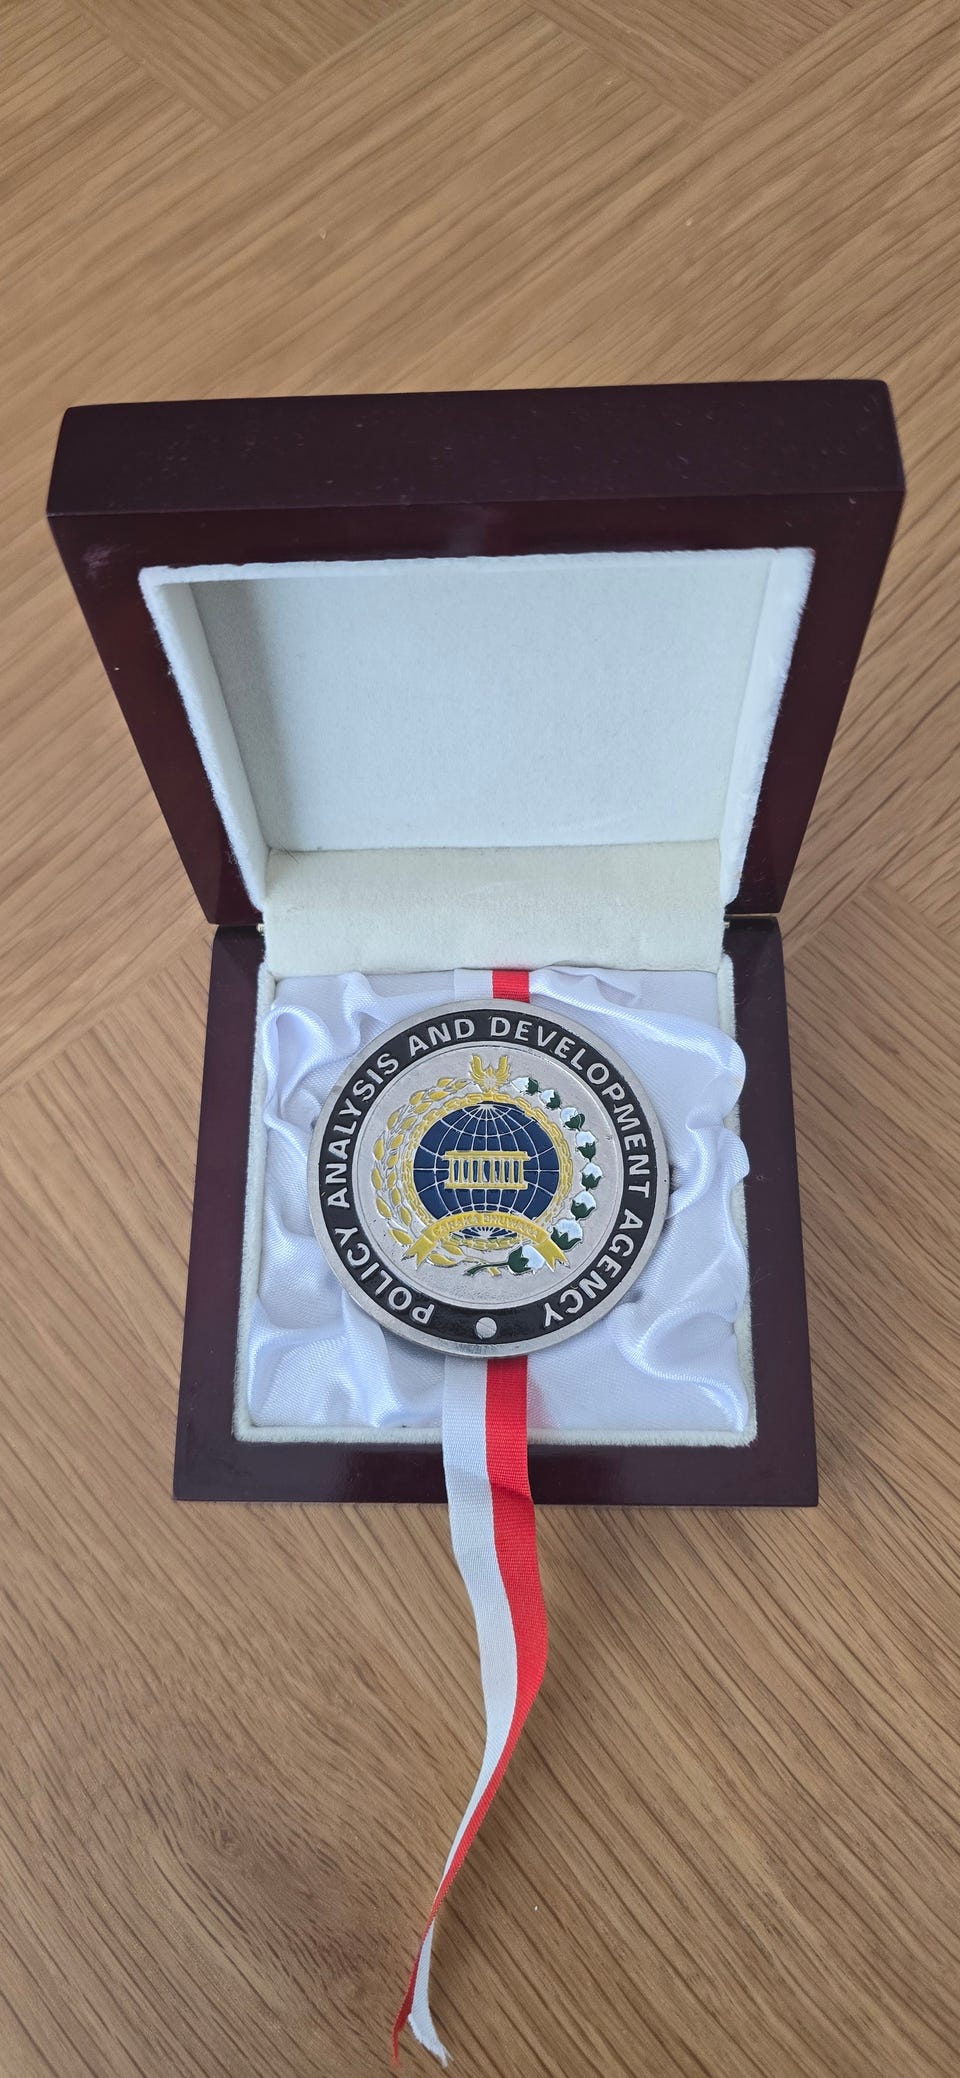 POLICY ANALYSIS AND DEVELOPMENT AGENCY
CARAKA BHUWANA